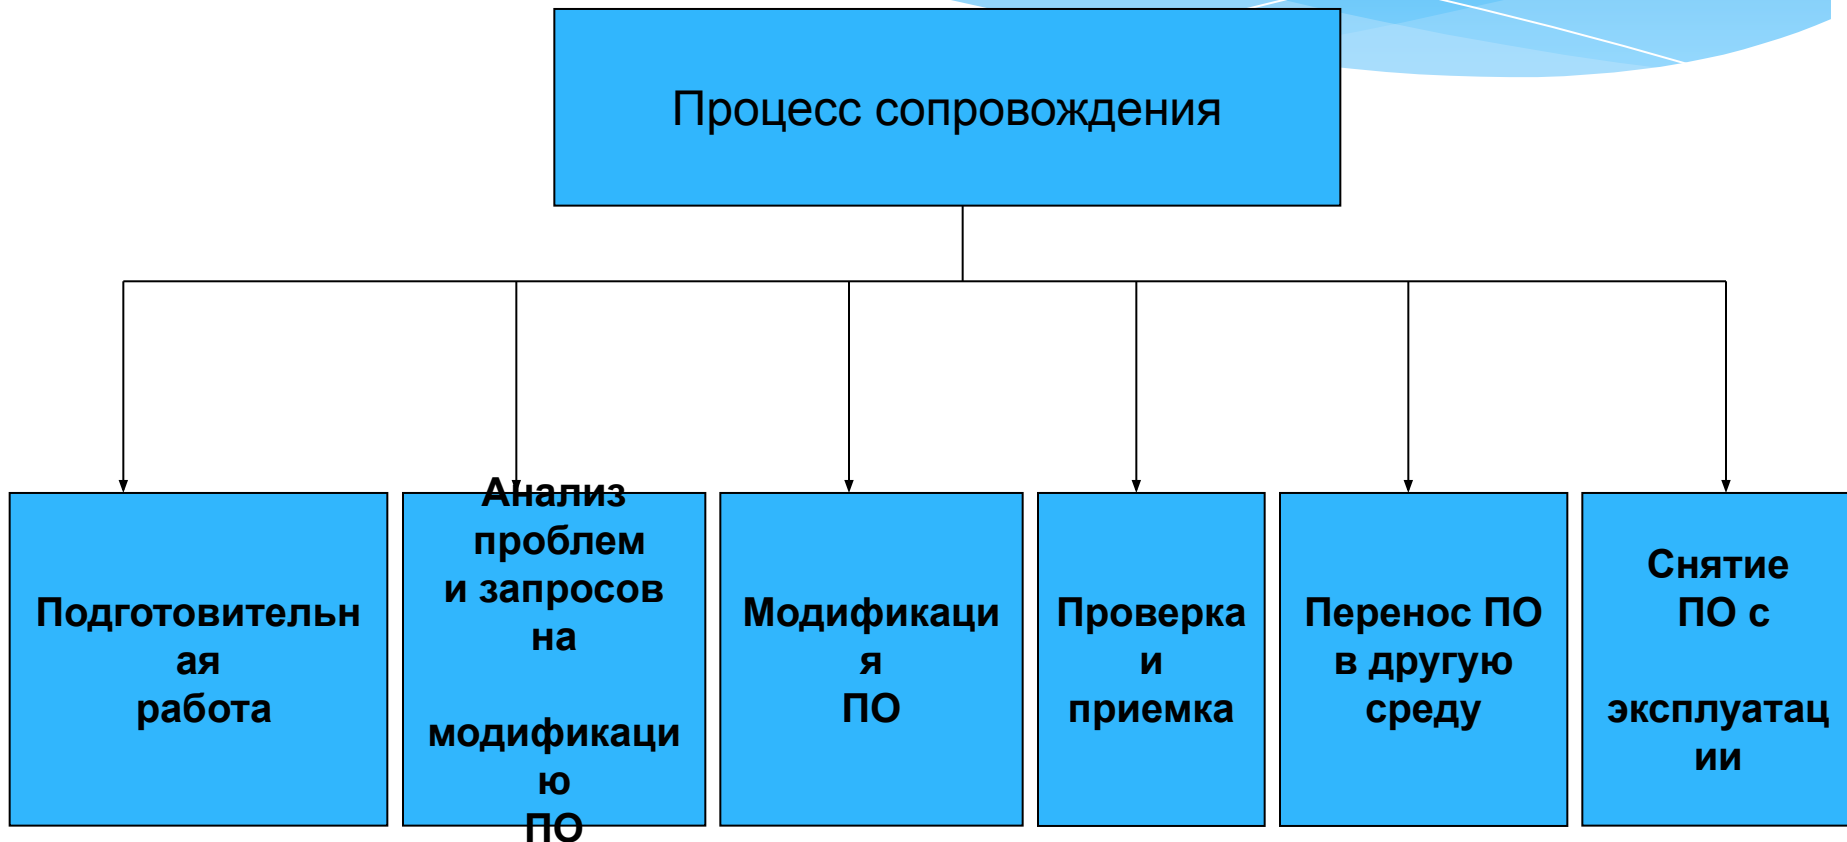 Процесс сопровождения
Подготовительн
ая
работа
Анализ
проблем
и запросов
на
модификаци
ю
ПО
Модификаци
я
ПО
Проверка
и
приемка
Перенос ПО
в другую
среду
Снятие
ПО с
эксплуатац
ии